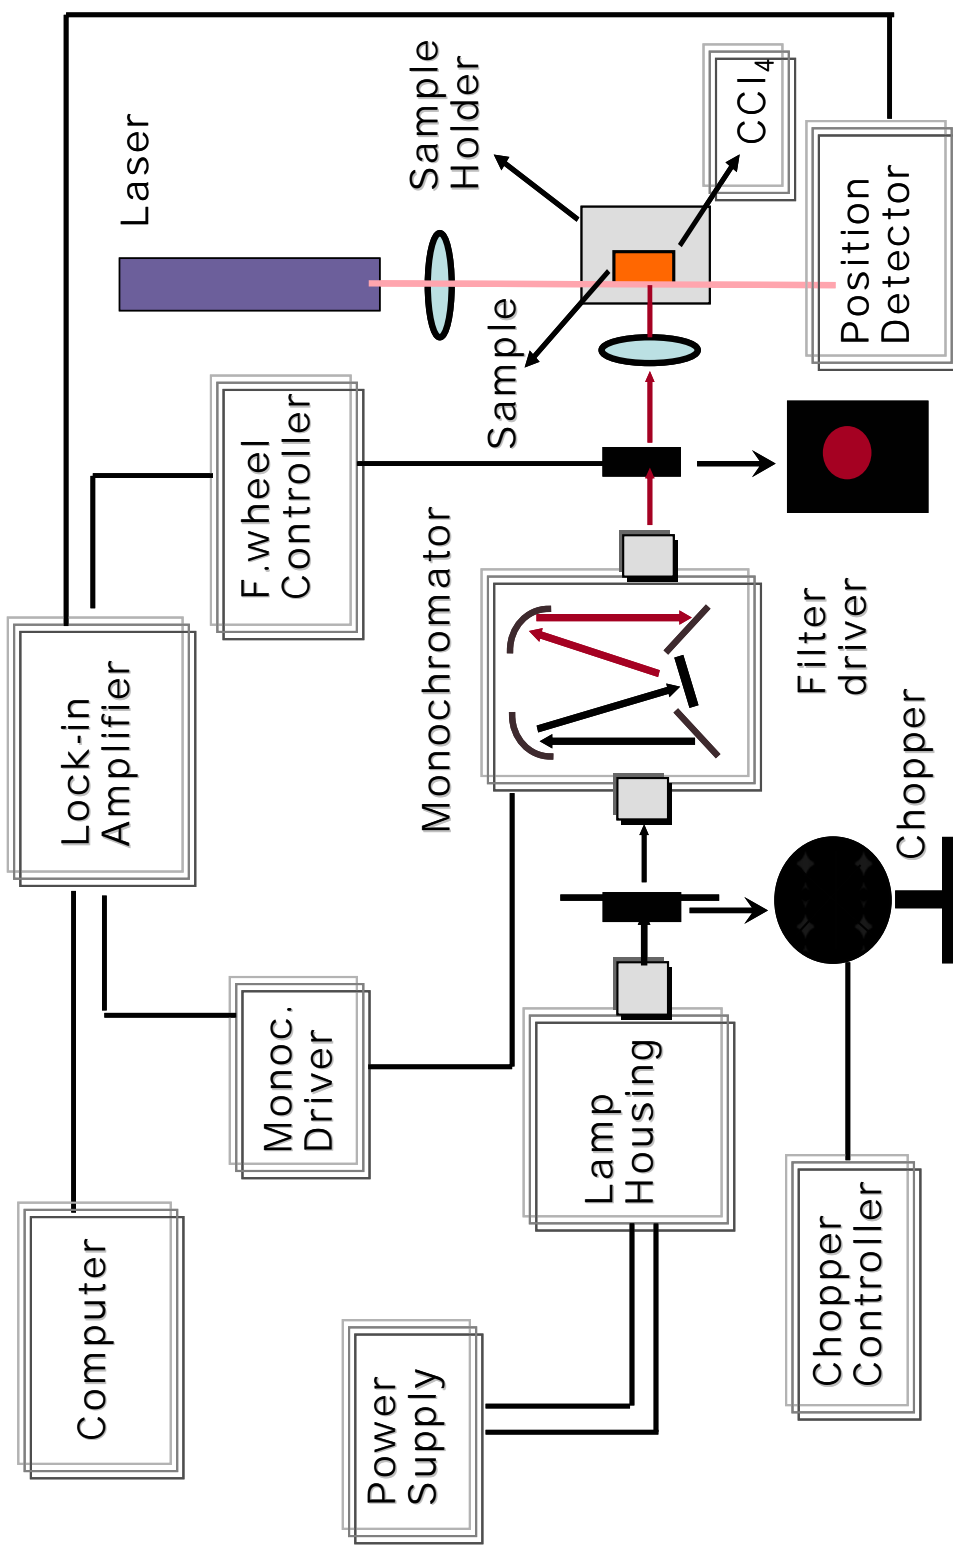 Computer
Lock-in
Amplifier
Laser
Monoc.
Driver
F.wheel
Controller
Power
Supply
Monochromator
Sample
Holder
Sample
Lamp
Housing
CCl₄
Chopper
Controller
Filter
driver
Position
Detector
Chopper